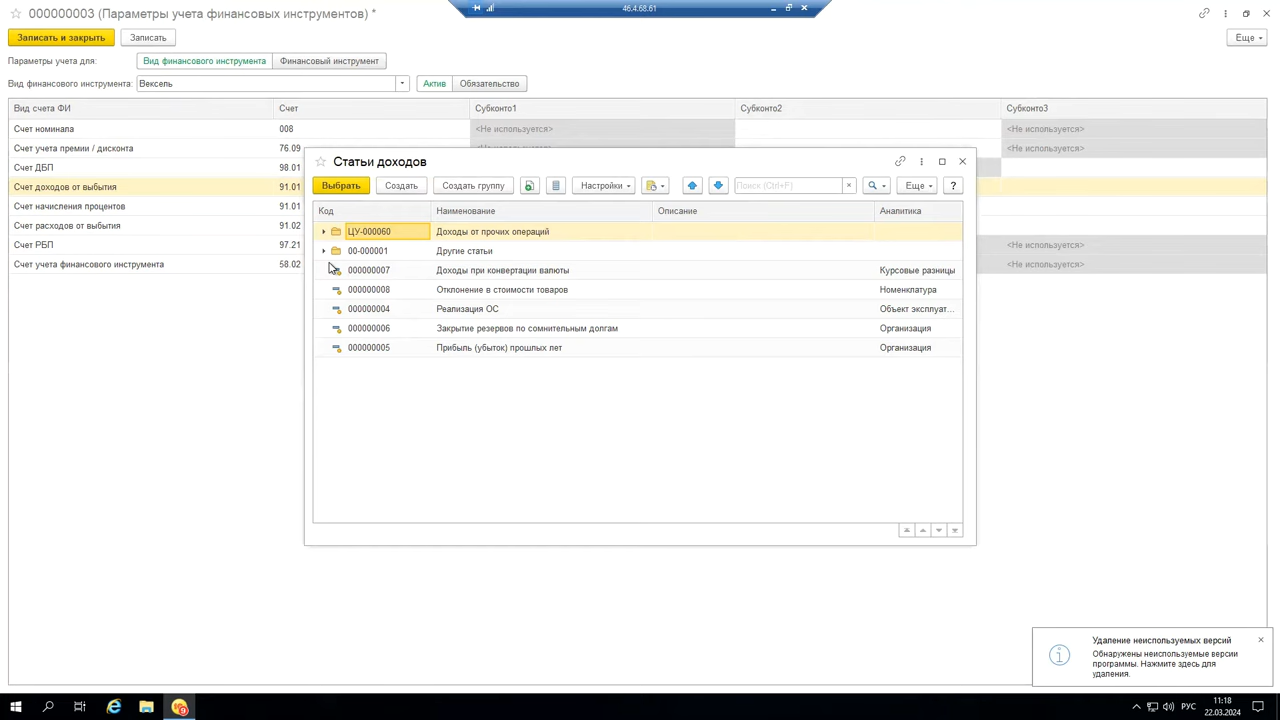 46.4.68.61
000000003 (Параметры учета финансовых инструментов) *
Записать и закрыть Записать Еще
Параметры учета для: Вид финансового инструмента Финансовый инструмент
Вид финансового инструмента: Вексель Актив Обязательство
Вид счета ФИ Счет Субконто1 Субконто2 Субконто3
Счет номинала 008 <Не используется> <Не используется>
Счет учета премии / дисконта 76.09 <Не используется>
Счет ДБП 98.01
Счет доходов от выбытия 91.01
Счет начисления процентов 91.01
Счет расходов от выбытия 91.02
Счет РБП 97.21 <Не используется>
Счет учета финансового инструмента 58.02 <Не используется>
Статьи доходов
Выбрать Создать Создать группу Настройки Поиск (Ctrl+F) × Еще ?
Код Наименование Описание Аналитика
ЦУ-000060 Доходы от прочих операций
00-000001 Другие статьи
000000007 Доходы при конвертации валюты Курсовые разницы
000000008 Отклонение в стоимости товаров Номенклатура
000000004 Реализация ОС Объект эксплуат...
000000006 Закрытие резервов по сомнительным долгам Организация
000000005 Прибыль (убыток) прошлых лет Организация
Удаление неиспользуемых версий
Обнаружены неиспользуемые версии
программы. Нажмите здесь для
удаления.
РУС
11:18
22.03.2024